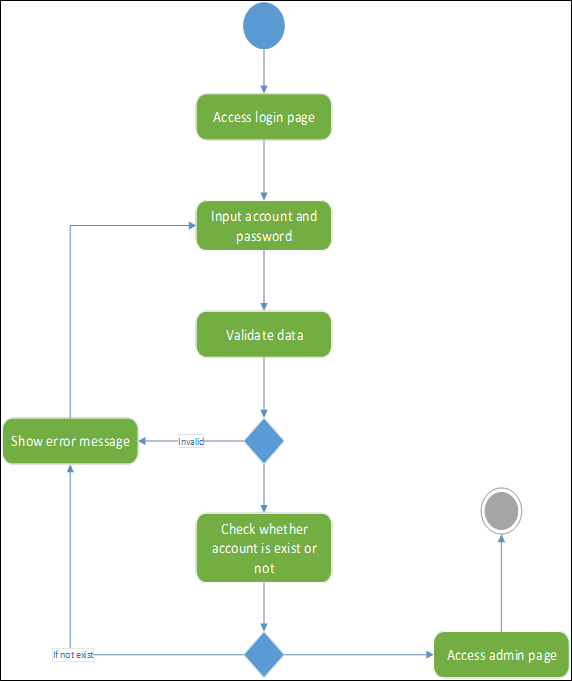 Access login page
Input account and
password
Validate data
Show error message
Invalid
Check whether
account is exist or
not
If not exist
Access admin page